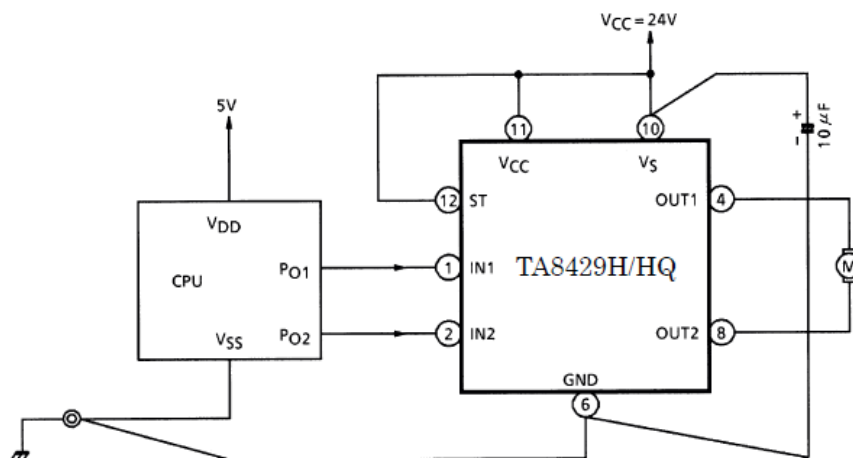 VCC = 24V
5V
11
10
+
−
10 μF
VCC
VS
12
ST
OUT1
4
VDD
CPU
PO1
1
IN1
TA8429H/HQ
M
PO2
2
IN2
OUT2
8
VSS
GND
6